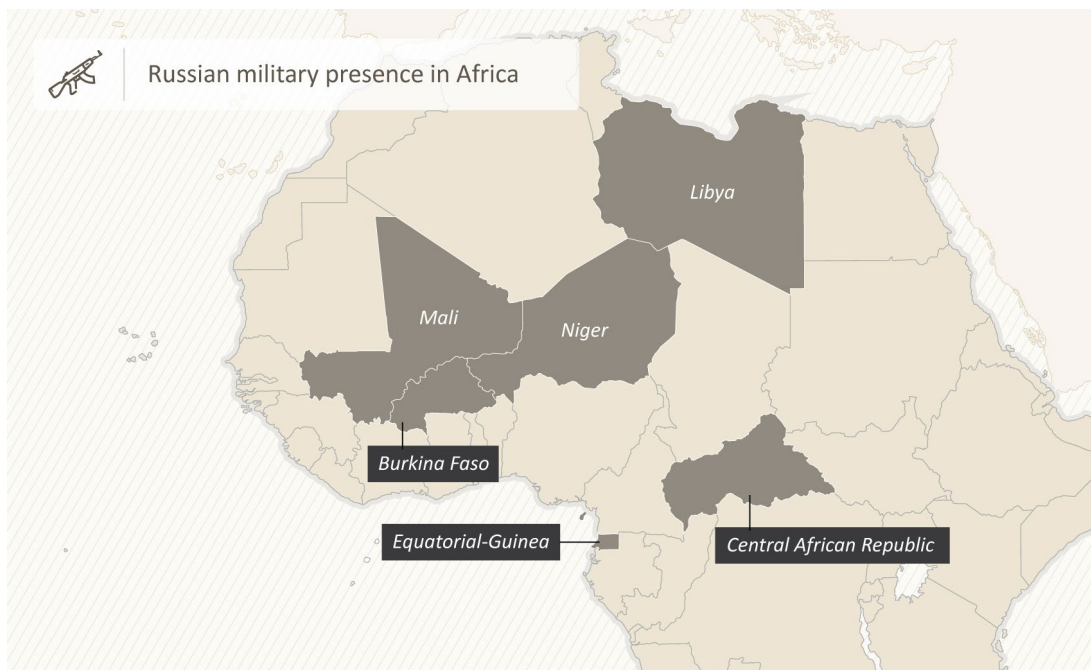 Russian military presence in Africa
Libya
Mali
Niger
Burkina Faso
Equatorial-Guinea
Central African Republic